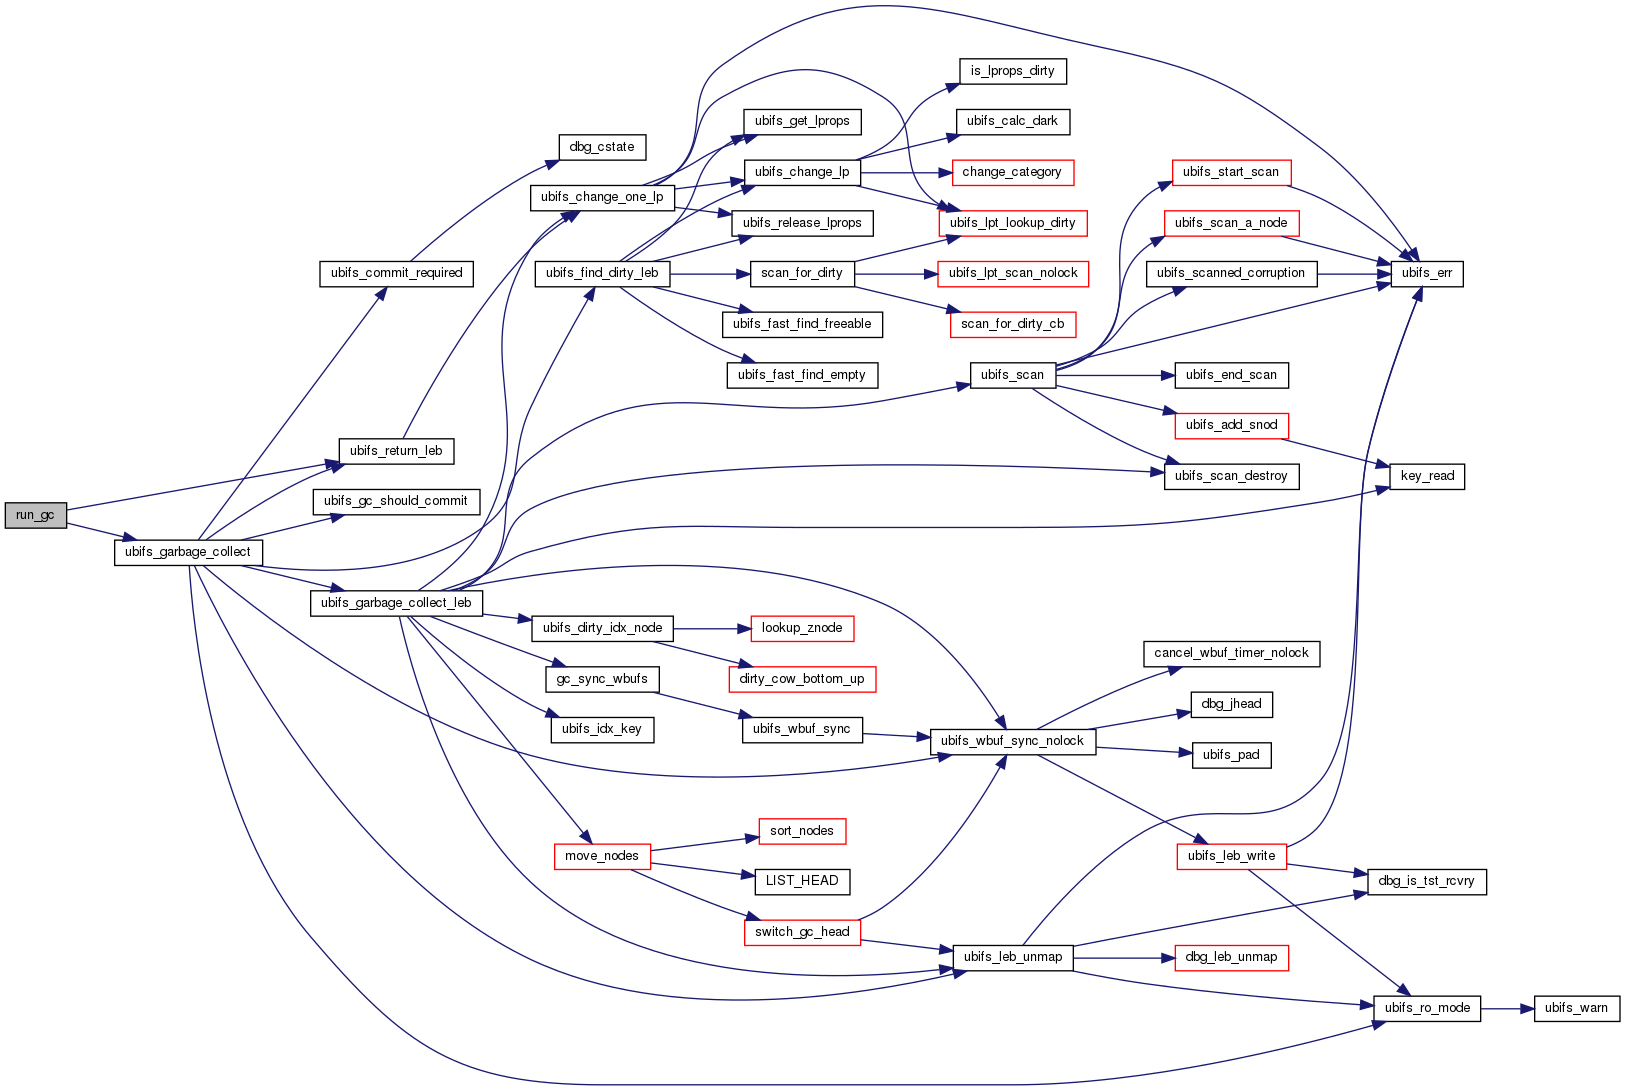 is_lprops_dirty
ubifs_get_lprops
ubifs_calc_dark
dbg_cstate
ubifs_change_lp
change_category
ubifs_start_scan
ubifs_change_one_lp
ubifs_release_lprops
ubifs_lpt_lookup_dirty
ubifs_scan_a_node
ubifs_commit_required
ubifs_find_dirty_leb
scan_for_dirty
ubifs_lpt_scan_nolock
ubifs_scanned_corruption
ubifs_err
ubifs_fast_find_freeable
scan_for_dirty_cb
ubifs_fast_find_empty
ubifs_scan
ubifs_end_scan
ubifs_add_snod
ubifs_return_leb
ubifs_scan_destroy
key_read
ubifs_gc_should_commit
run_gc
ubifs_garbage_collect
ubifs_garbage_collect_leb
ubifs_dirty_idx_node
lookup_znode
cancel_wbuf_timer_nolock
gc_sync_wbufs
dirty_cow_bottom_up
dbg_jhead
ubifs_idx_key
ubifs_wbuf_sync
ubifs_wbuf_sync_nolock
ubifs_pad
sort_nodes
move_nodes
ubifs_leb_write
LIST_HEAD
dbg_is_tst_rcvry
switch_gc_head
ubifs_leb_unmap
dbg_leb_unmap
ubifs_ro_mode
ubifs_warn